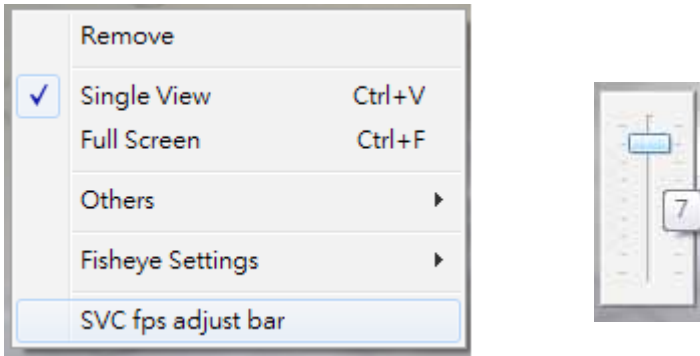 Remove
Single View Ctrl+V
Full Screen Ctrl+F
Others
Fisheye Settings
SVC fps adjust bar
7